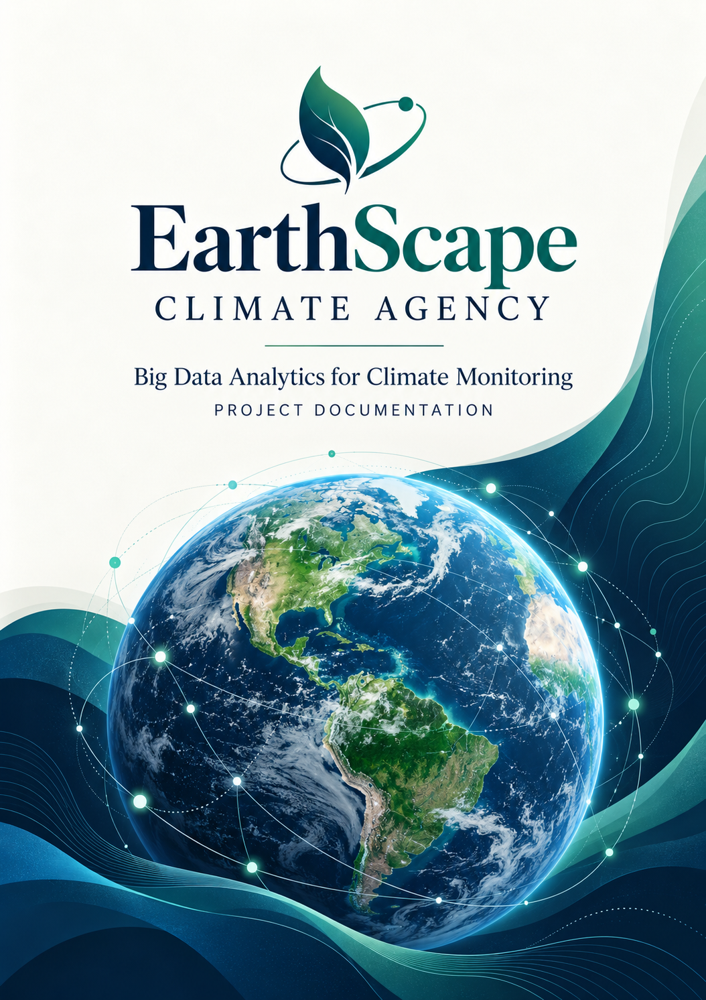 EarthScape
CLIMATE AGENCY
Big Data Analytics for Climate Monitoring
PROJECT DOCUMENTATION